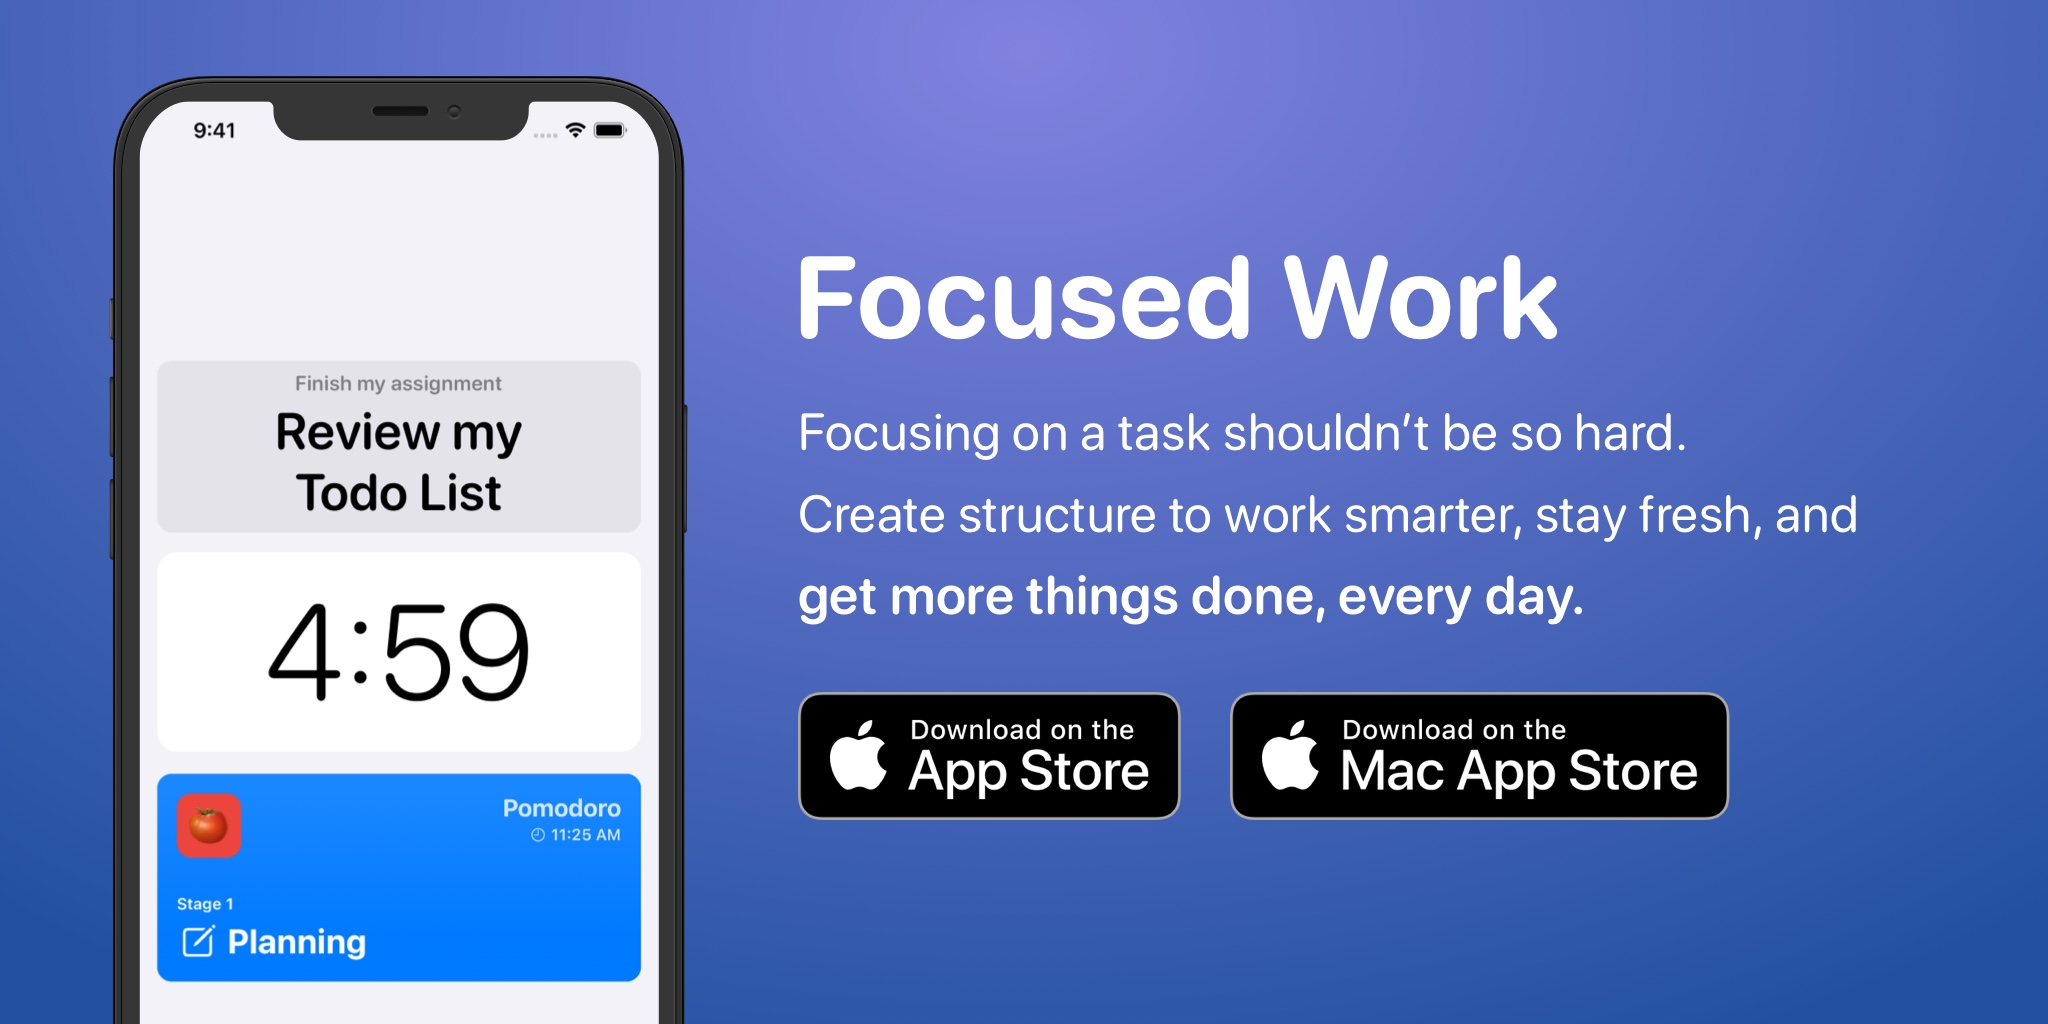 9:41
Finish my assignment
Review my
Todo List
4:59
Pomodoro
11:25 AM
Stage 1
Planning
Focused Work
Focusing on a task shouldn’t be so hard.
Create structure to work smarter, stay fresh, and
get more things done, every day.
Download on the
App Store
Download on the
Mac App Store